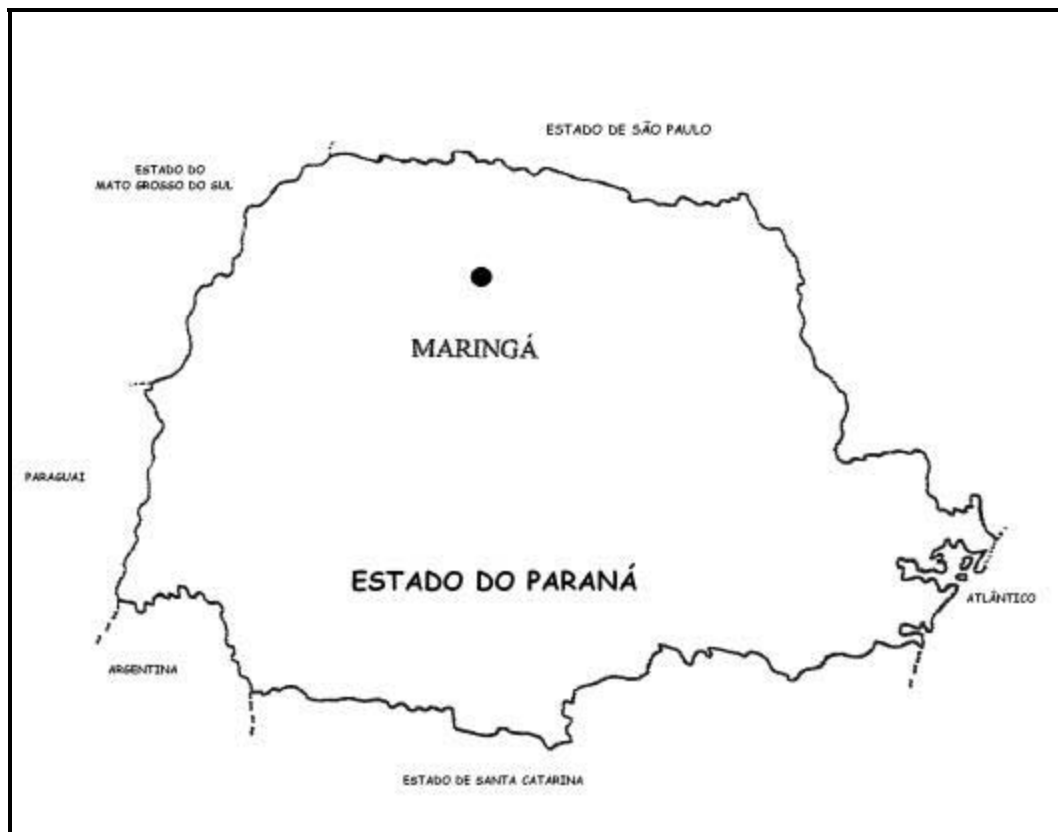 ESTADO DE SÃO PAULO
ESTADO DO
MATO GROSSO DO SUL
MARINGÁ
PARAGUAI
ESTADO DO PARANÁ
ATLÂNTICO
ARGENTINA
ESTADO DE SANTA CATARINA